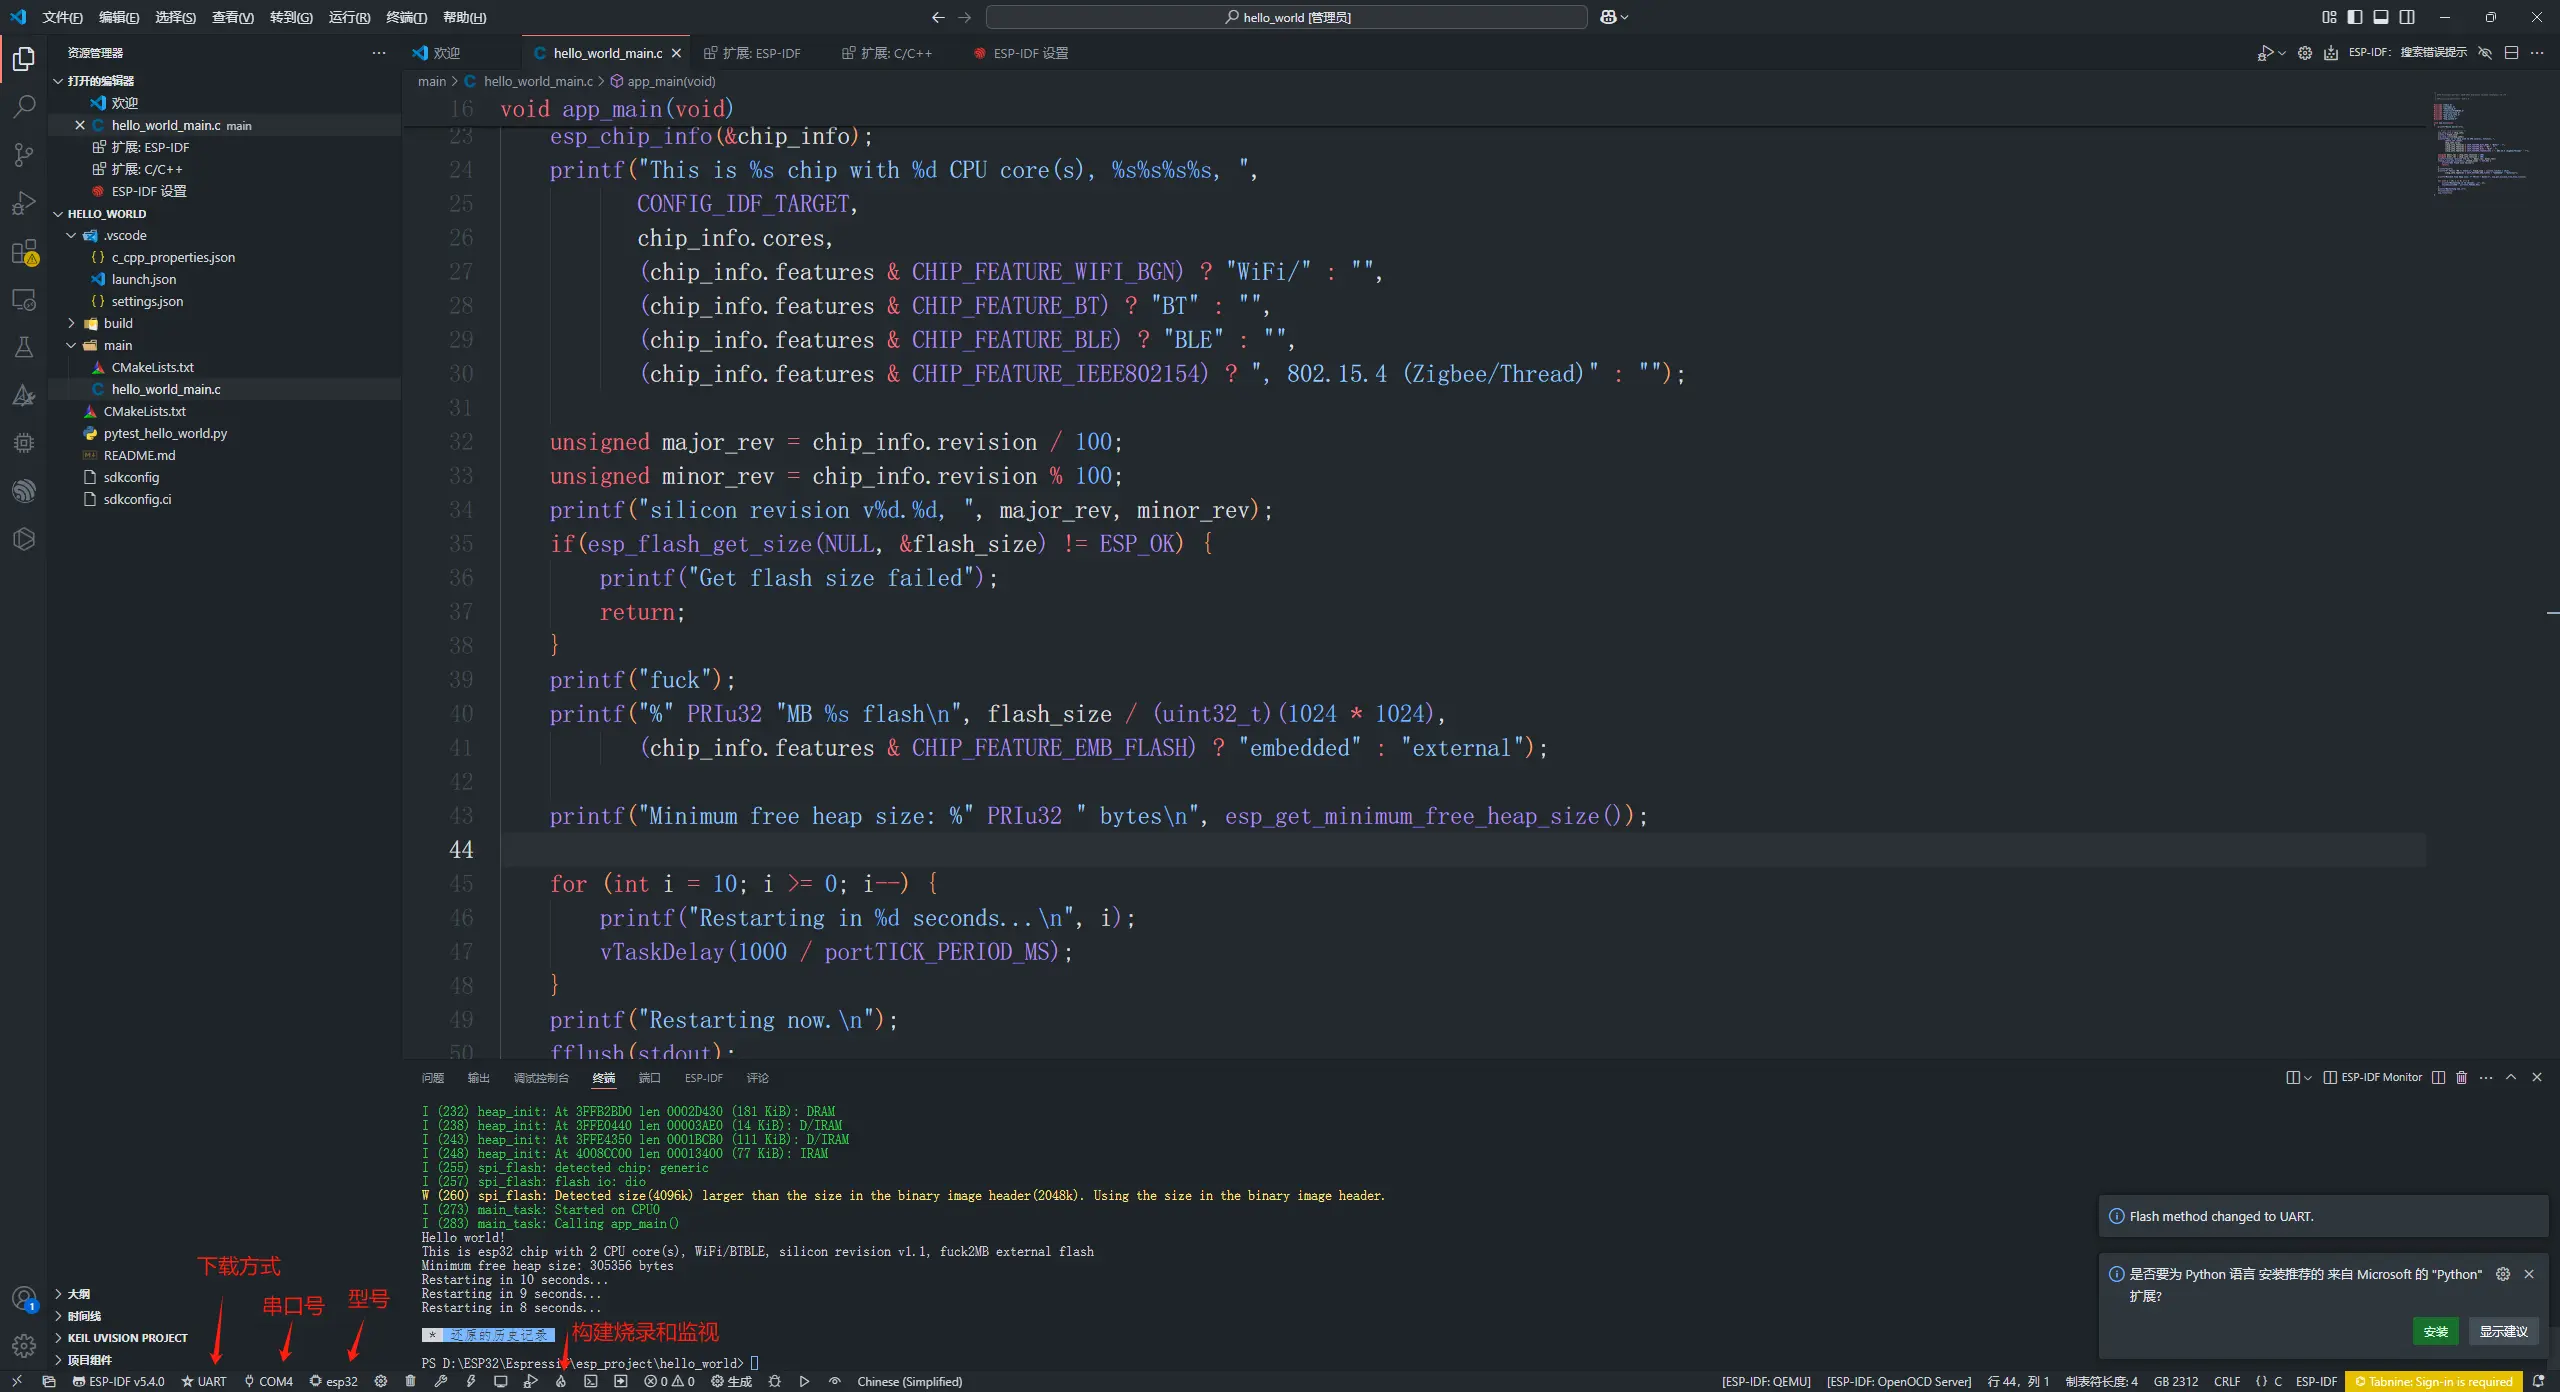 文件(F) 编辑(E) 选择(S) 查看(V) 转到(G) 运行(R) 终端(T) 帮助(H) hello_world [管理员]
资源管理器
打开的编辑器
欢迎
hello_world_main.c main
扩展: ESP-IDF
扩展: C/C++
ESP-IDF 设置
HELLO_WORLD
.vscode
c_cpp_properties.json
launch.json
settings.json
build
main
CMakeLists.txt
hello_world_main.c
CMakeLists.txt
pytest_hello_world.py
README.md
sdkconfig
sdkconfig.ci
大纲
时间线
KEIL UVISION PROJECT
项目组件
欢迎 hello_world_main.c 扩展: ESP-IDF 扩展: C/C++ ESP-IDF 设置 ESP-IDF: 搜索错误提示
main > hello_world_main.c > app_main(void)
16 void app_main(void)
23 esp_chip_info(&chip_info);
24 printf("This is %s chip with %d CPU core(s), %s%s%s%s, ",
25 CONFIG_IDF_TARGET,
26 chip_info.cores,
27 (chip_info.features & CHIP_FEATURE_WIFI_BGN) ? "WiFi/" : "",
28 (chip_info.features & CHIP_FEATURE_BT) ? "BT" : "",
29 (chip_info.features & CHIP_FEATURE_BLE) ? "BLE" : "",
30 (chip_info.features & CHIP_FEATURE_IEEE802154) ? ", 802.15.4 (Zigbee/Thread)" : "");
31
32 unsigned major_rev = chip_info.revision / 100;
33 unsigned minor_rev = chip_info.revision % 100;
34 printf("silicon revision v%d.%d, ", major_rev, minor_rev);
35 if(esp_flash_get_size(NULL, &flash_size) != ESP_OK) {
36 printf("Get flash size failed");
37 return;
38 }
39 printf("fuck");
40 printf("%" PRIu32 "MB %s flash\n", flash_size / (uint32_t)(1024 * 1024),
41 (chip_info.features & CHIP_FEATURE_EMB_FLASH) ? "embedded" : "external");
42
43 printf("Minimum free heap size: %" PRIu32 " bytes\n", esp_get_minimum_free_heap_size());
44
45 for (int i = 10; i >= 0; i--) {
46 printf("Restarting in %d seconds...\n", i);
47 vTaskDelay(1000 / portTICK_PERIOD_MS);
48 }
49 printf("Restarting now.\n");
50 fflush(stdout);
问题 输出 调试控制台 终端 端口 ESP-IDF 评论 ESP-IDF Monitor
I (232) heap_init: At 3FFB2BD0 len 0002D430 (181 KiB): DRAM
I (238) heap_init: At 3FFE0440 len 00003AE0 (14 KiB): D/IRAM
I (243) heap_init: At 3FFE4350 len 0001BCB0 (111 KiB): D/IRAM
I (248) heap_init: At 4008CC00 len 00013400 (77 KiB): IRAM
I (255) spi_flash: detected chip: generic
I (257) spi_flash: flash io: dio
W (260) spi_flash: Detected size(4096k) larger than the size in the binary image header(2048k). Using the size in the binary image header.
I (273) main_task: Started on CPU0
I (283) main_task: Calling app_main()
Hello world!
This is esp32 chip with 2 CPU core(s), WiFi/BTBLE, silicon revision v1.1, fuck2MB external flash
Minimum free heap size: 305356 bytes
Restarting in 10 seconds...
Restarting in 9 seconds...
Restarting in 8 seconds...
* 还原的历史记录
PS D:\ESP32\Espressif\esp_project\hello_world>
下载方式
串口号
型号
构建烧录和监视
Flash method changed to UART.
是否要为 Python 语言 安装推荐的 来自 Microsoft 的 "Python"
扩展?
安装 显示建议
1
ESP-IDF v5.4.0 UART COM4 esp32 0 0 生成 Chinese (Simplified) [ESP-IDF: QEMU] [ESP-IDF: OpenOCD Server] 行 44, 列 1 制表符长度: 4 GB 2312 CRLF {} C ESP-IDF Tabnine: Sign-in is required